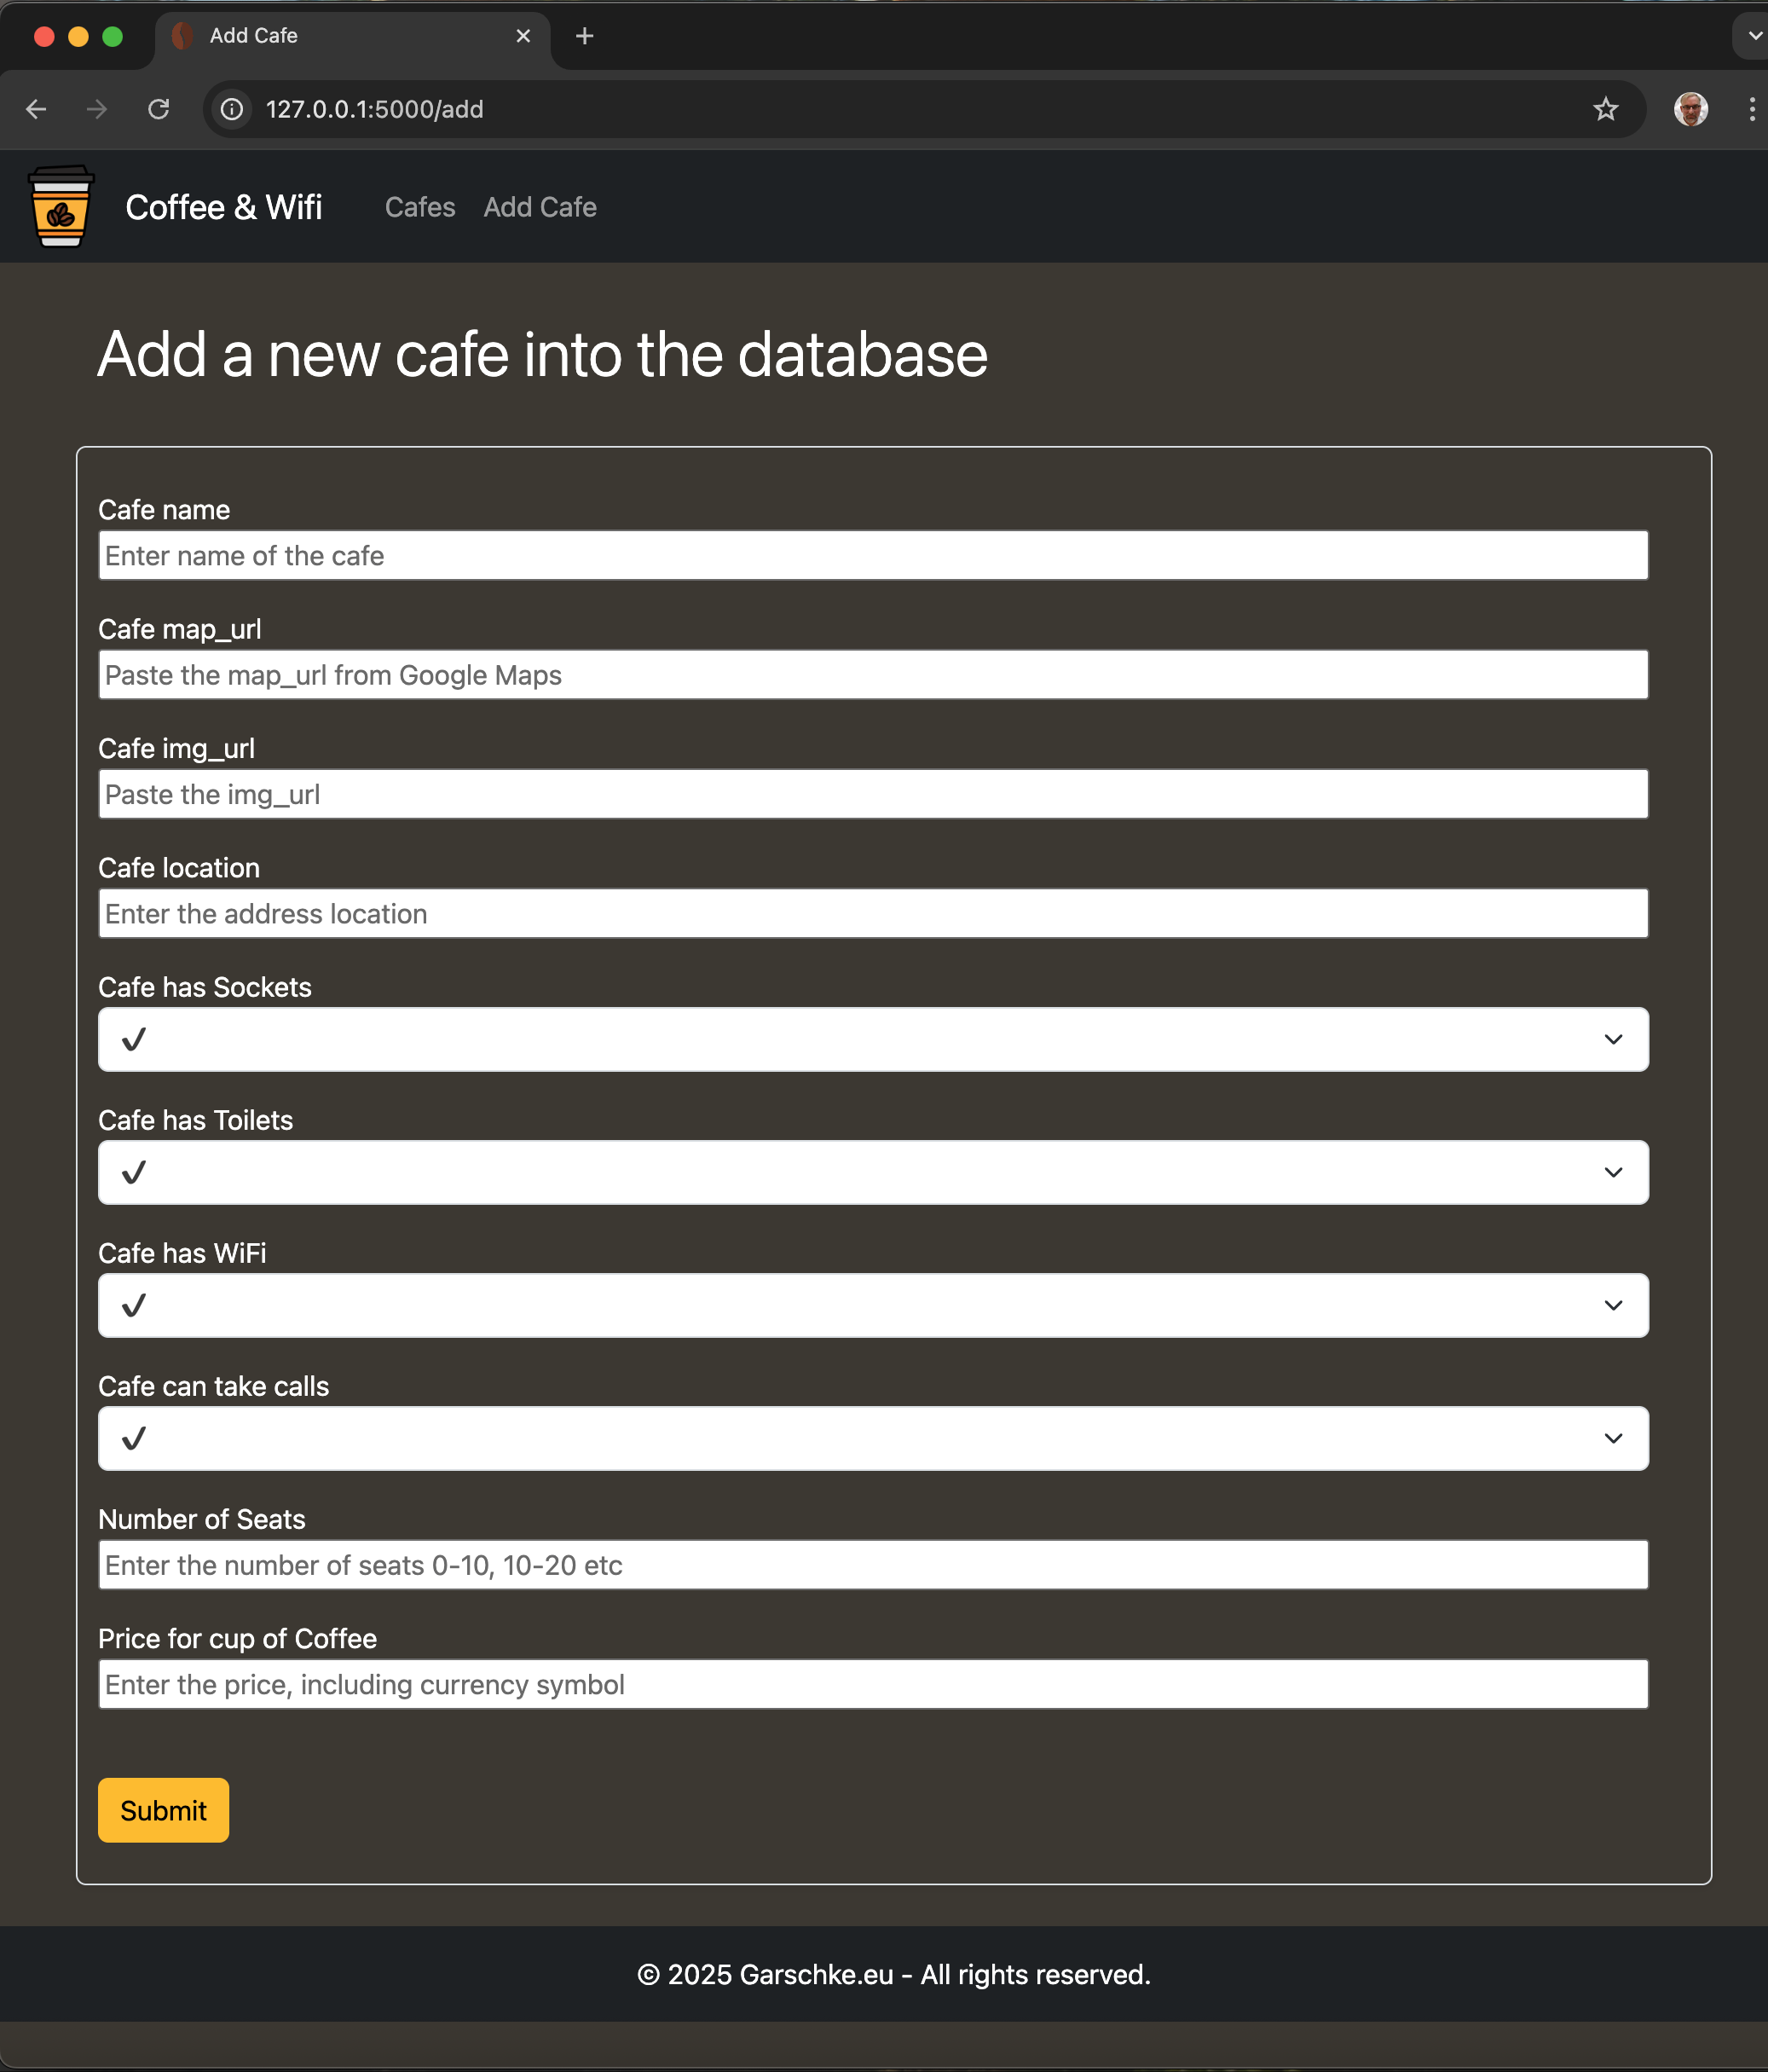 Add Cafe
127.0.0.1:5000/add
Coffee & Wifi
Cafes
Add Cafe
Add a new cafe into the database
Cafe name
Enter name of the cafe
Cafe map_url
Paste the map_url from Google Maps
Cafe img_url
Paste the img_url
Cafe location
Enter the address location
Cafe has Sockets
✔
Cafe has Toilets
✔
Cafe has WiFi
✔
Cafe can take calls
✔
Number of Seats
Enter the number of seats 0-10, 10-20 etc
Price for cup of Coffee
Enter the price, including currency symbol
Submit
© 2025 Garschke.eu - All rights reserved.